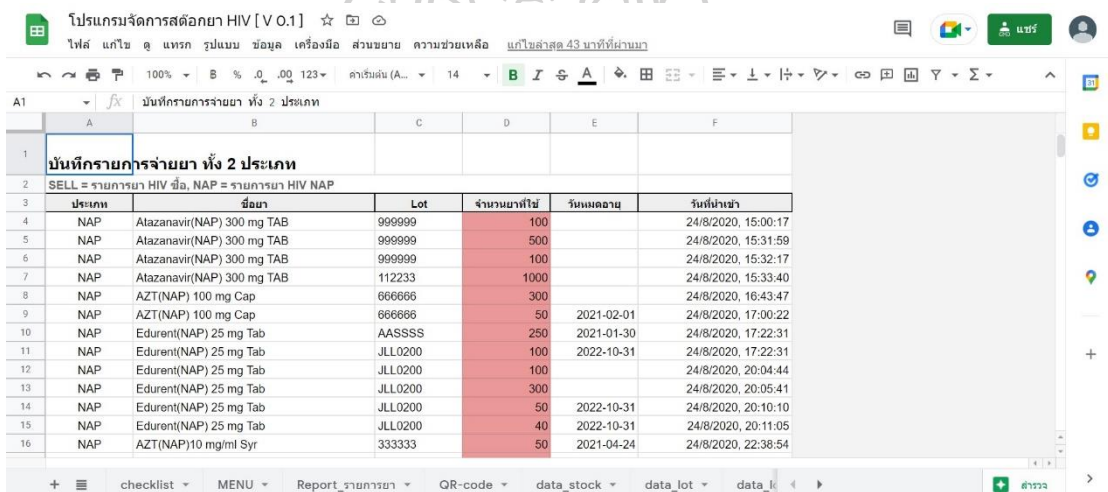 โปรแกรมจัดการสต๊อกยา HIV [ V 0.1 ]
ไฟล์ แก้ไข ดู แทรก รูปแบบ ข้อมูล เครื่องมือ ส่วนขยาย ความช่วยเหลือ แก้ไขล่าสุด 43 นาทีที่ผ่านมา
แชร์
100% B % .0 .00 123 ค่าเริ่มต้น (A... 14 B I S A
31
A1 fx บันทึกรายการจ่ายยา ทั้ง 2 ประเภท
A B C D E F
1 บันทึกรายการจ่ายยา ทั้ง 2 ประเภท
2 SELL = รายการยา HIV ซื้อ, NAP = รายการยา HIV NAP
3 ประเภท ชื่อยา Lot จำนวนยาที่ใช้ วันหมดอายุ วันที่นำเข้า
4 NAP Atazanavir(NAP) 300 mg TAB 999999 100 24/8/2020, 15:00:17
5 NAP Atazanavir(NAP) 300 mg TAB 999999 500 24/8/2020, 15:31:59
6 NAP Atazanavir(NAP) 300 mg TAB 999999 100 24/8/2020, 15:32:17
7 NAP Atazanavir(NAP) 300 mg TAB 112233 1000 24/8/2020, 15:33:40
8 NAP AZT(NAP) 100 mg Cap 666666 300 24/8/2020, 16:43:47
9 NAP AZT(NAP) 100 mg Cap 666666 50 2021-02-01 24/8/2020, 17:00:22
10 NAP Edurent(NAP) 25 mg Tab AASSSS 250 2021-01-30 24/8/2020, 17:22:31
11 NAP Edurent(NAP) 25 mg Tab JLL0200 100 2022-10-31 24/8/2020, 17:22:31
12 NAP Edurent(NAP) 25 mg Tab JLL0200 100 24/8/2020, 20:04:44
13 NAP Edurent(NAP) 25 mg Tab JLL0200 300 24/8/2020, 20:05:41
14 NAP Edurent(NAP) 25 mg Tab JLL0200 50 2022-10-31 24/8/2020, 20:10:10
15 NAP Edurent(NAP) 25 mg Tab JLL0200 40 2022-10-31 24/8/2020, 20:11:05
16 NAP AZT(NAP)10 mg/ml Syr 333333 50 2021-04-24 24/8/2020, 22:38:54
checklist MENU Report_รายการยา QR-code data_stock data_lot สำรวจ